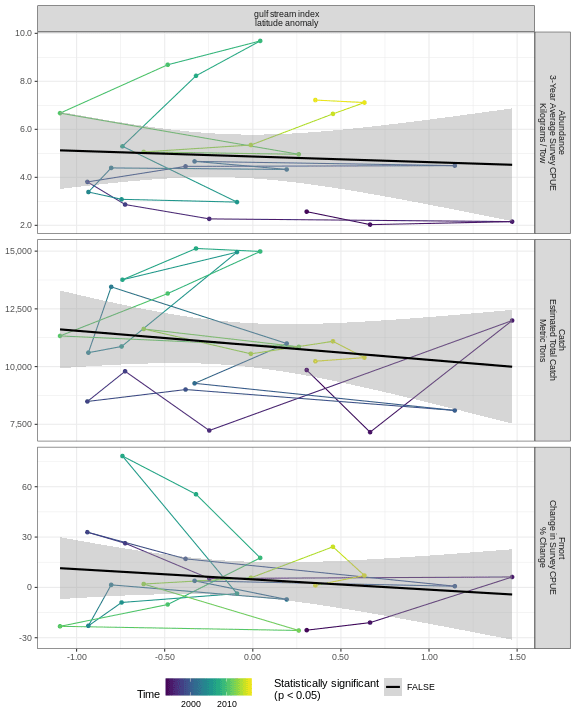 gulf stream index
latitude anomaly
10.0
8.0
6.0
4.0
2.0
Abundance
3-Year Average Survey CPUE
Kilograms / Tow
15,000
12,500
10,000
7,500
Catch
Estimated Total Catch
Metric Tons
60
30
0
-30
Fmort
Change in Survey CPUE
% Change
-1.00
-0.50
0.00
0.50
1.00
1.50
Time
2000
2010
Statistically significant
(p < 0.05)
FALSE